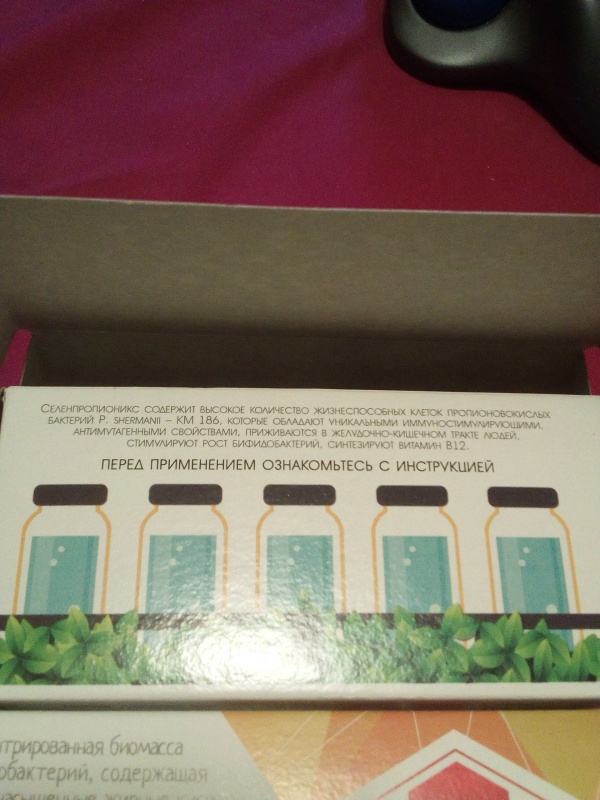 Селенпропионикс содержит высокое количество жизнеспособных клеток пропионовокислых
бактерий P. shermanii – КМ 186, которые обладают уникальными иммуностимулирующими,
антимутагенными свойствами, приживаются в желудочно-кишечном тракте людей,
стимулируют рост бифидобактерий, синтезируют витамин В12.
ПЕРЕД ПРИМЕНЕНИЕМ ОЗНАКОМЬТЕСЬ С ИНСТРУКЦИЕЙ
трированная биомасса
обактерий, содержащая